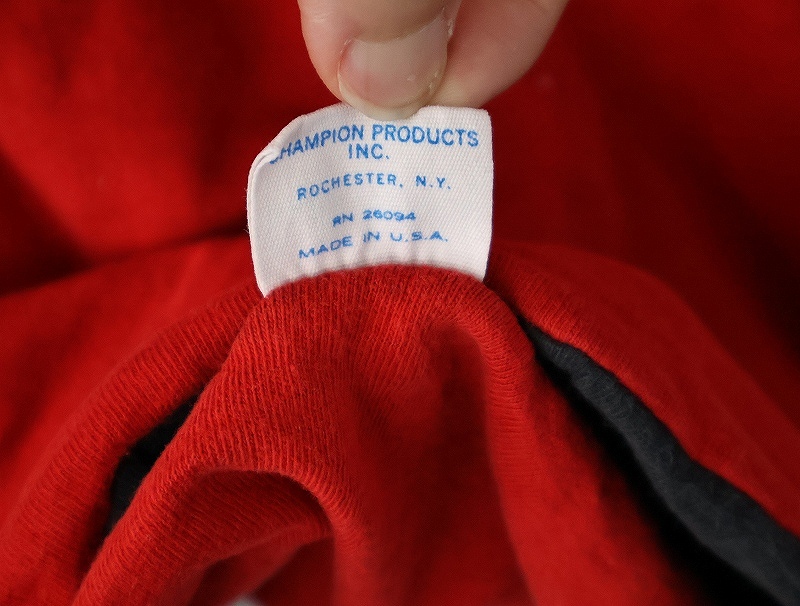 CHAMPION PRODUCTS
INC.
ROCHESTER, N.Y.
RN 26094
MADE IN U.S.A.